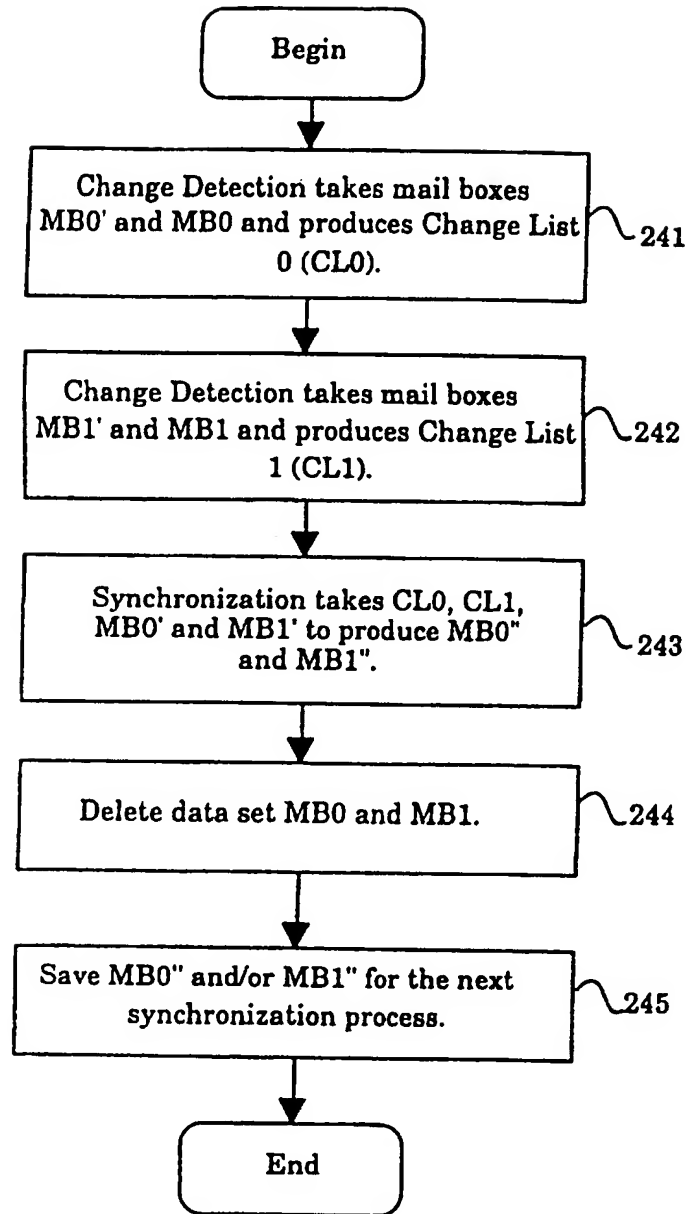 Begin
Change Detection takes mail boxes
MB0' and MB0 and produces Change List
0 (CL0).
241
Change Detection takes mail boxes
MB1' and MB1 and produces Change List
1 (CL1).
242
Synchronization takes CL0, CL1,
MB0' and MB1' to produce MB0"
and MB1".
243
Delete data set MB0 and MB1.
244
Save MB0" and/or MB1" for the next
synchronization process.
245
End